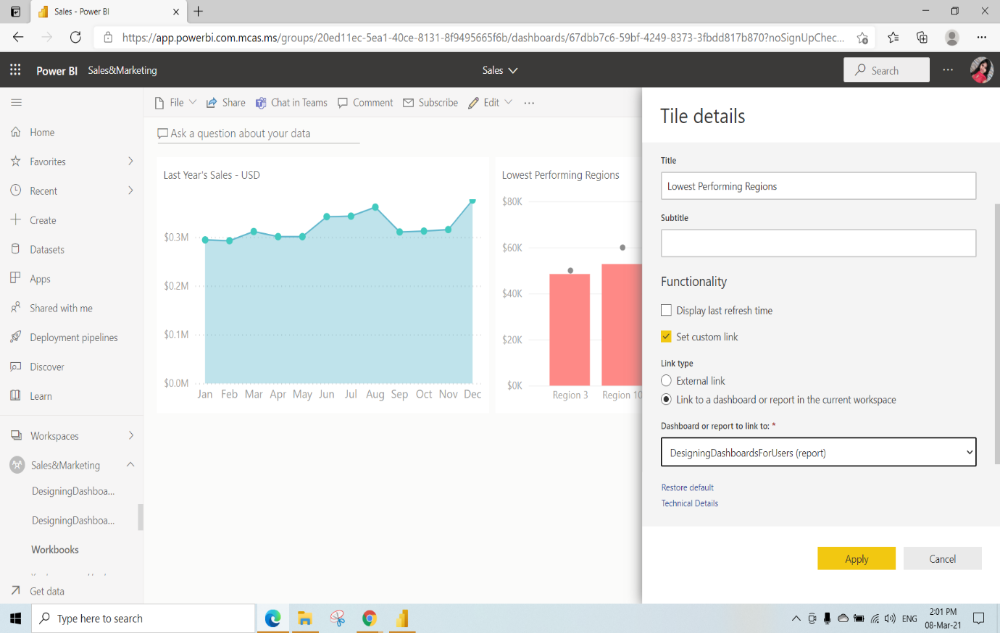 Sales - Power BI
https://app.powerbi.com.mcas.ms/groups/20ed11ec-5ea1-40ce-8131-8f9495665f6b/dashboards/67dbb7c6-59bf-4249-8373-3fbdd817b870?noSignUpChec...
Power BI Sales&Marketing
Sales
Search
File
Share
Chat in Teams
Comment
Subscribe
Edit
Ask a question about your data
Home
Favorites
Recent
Create
Datasets
Apps
Shared with me
Deployment pipelines
Discover
Learn
Workspaces
Sales&Marketing
DesigningDashboa...
DesigningDashboa...
Workbooks
Get data
Last Year's Sales - USD
$0.3M
$0.2M
$0.1M
$0.0M
Jan Feb Mar Apr May Jun Jul Aug Sep Oct Nov Dec
Lowest Performing Regions
$80K
$60K
$40K
$20K
$0K
Region 3 Region 10
Tile details
Title
Lowest Performing Regions
Subtitle
Functionality
Display last refresh time
Set custom link
Link type
External link
Link to a dashboard or report in the current workspace
Dashboard or report to link to: *
DesigningDashboardsForUsers (report)
Restore default
Technical Details
Apply
Cancel
Type here to search
ENG
2:01 PM
08-Mar-21